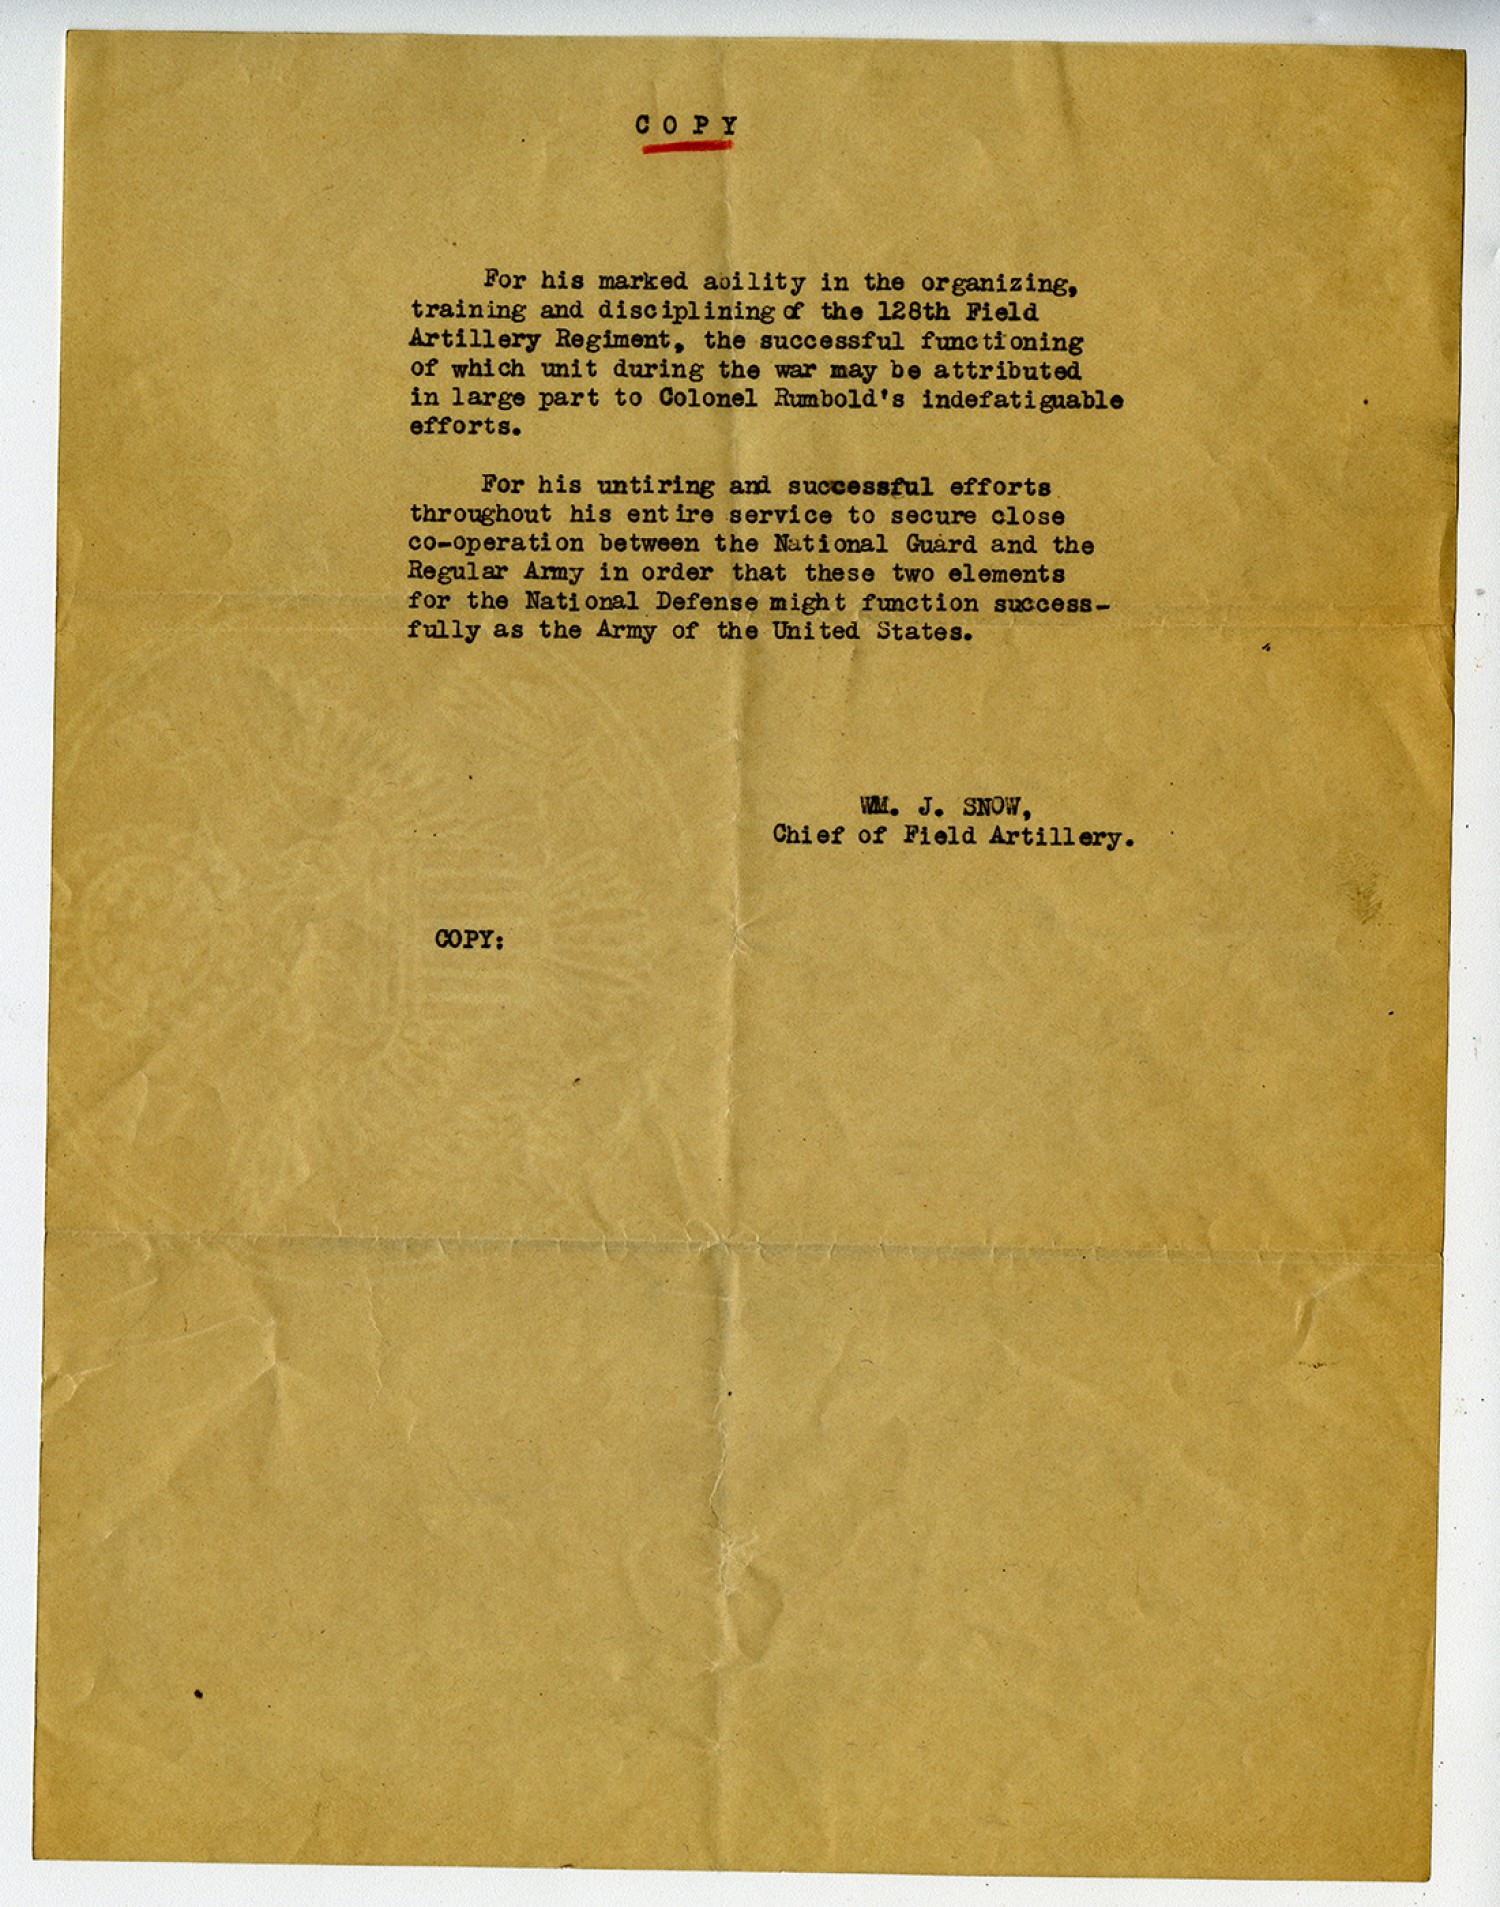 COPY
For his marked ability in the organizing,
training and disciplining of the 128th Field
Artillery Regiment, the successful functioning
of which unit during the war may be attributed
in large part to Colonel Rumbold's indefatiguable
efforts.
For his untiring and successful efforts
throughout his entire service to secure close
co-operation between the National Guard and the
Regular Army in order that these two elements
for the National Defense might function success-
fully as the Army of the United States.
WM. J. SNOW,
Chief of Field Artillery.
COPY: